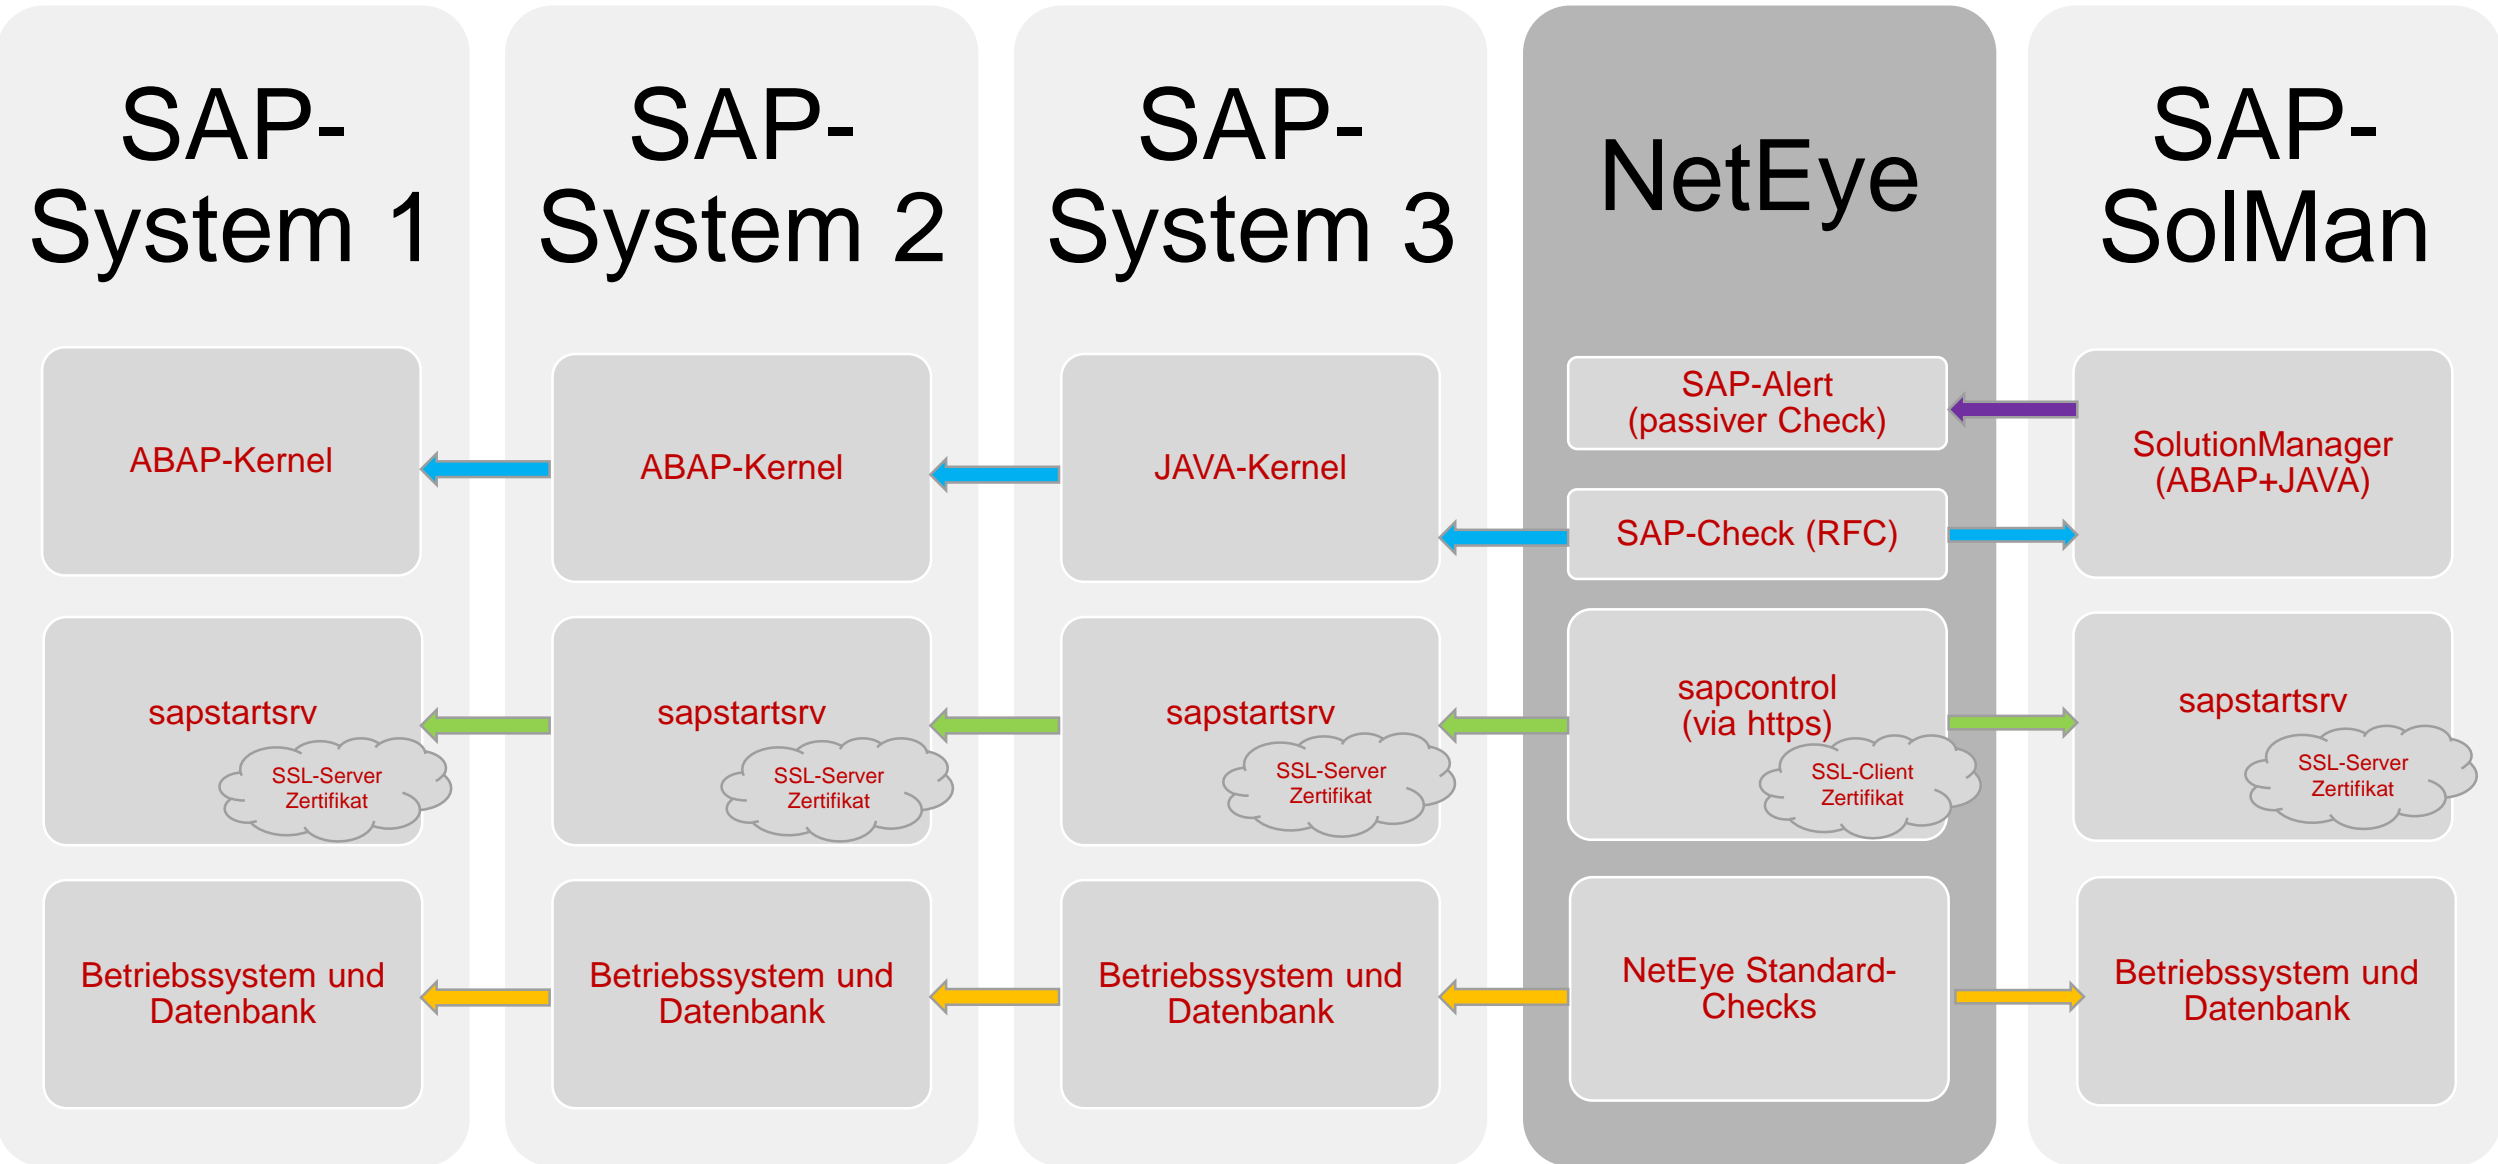 SAP-
System 1
SAP-
System 2
SAP-
System 3
NetEye
SAP-
SolMan
ABAP-Kernel
ABAP-Kernel
JAVA-Kernel
SAP-Alert
(passiver Check)
SAP-Check (RFC)
SolutionManager
(ABAP+JAVA)
sapstartsrv
SSL-Server
Zertifikat
sapstartsrv
SSL-Server
Zertifikat
sapstartsrv
SSL-Server
Zertifikat
sapcontrol
(via https)
SSL-Client
Zertifikat
sapstartsrv
SSL-Server
Zertifikat
Betriebssystem und
Datenbank
Betriebssystem und
Datenbank
Betriebssystem und
Datenbank
NetEye Standard-
Checks
Betriebssystem und
Datenbank